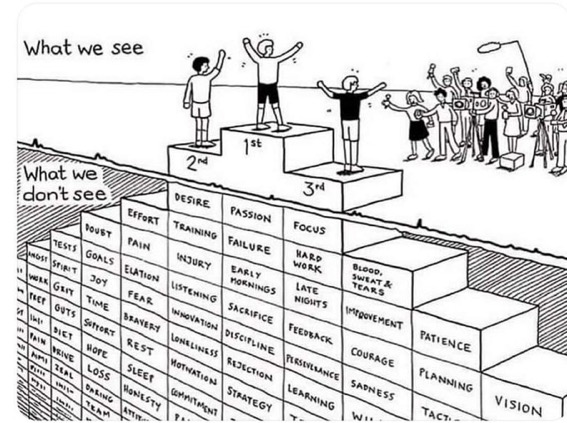 What we see
2nd
1st
3rd
What we
don't see
DESIRE
TRAINING
INJURY
LISTENING
INNOVATION
LONELINESS
MOTIVATION
COMMITMENT
PASSION
FAILURE
EARLY
MORNINGS
SACRIFICE
DISCIPLINE
REJECTION
STRATEGY
FOCUS
HARD
WORK
LATE
NIGHTS
FEEDBACK
PERSEVERANCE
LEARNING
BLOOD,
SWEAT &
TEARS
IMPROVEMENT
COURAGE
SADNESS
PATIENCE
PLANNING
VISION
EFFORT
PAIN
ELATION
FEAR
BRAVERY
REST
SLEEP
HONESTY
DOUBT
GOALS
JOY
TIME
SUPPORT
HOPE
LOSS
DARING
TEAM
TESTS
SPIRIT
GRIT
GUTS
DIET
DRIVE
ZEAL
ANGST
WORK
PREP
PAIN